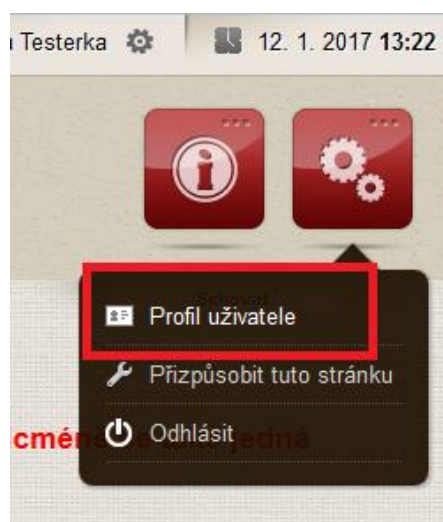 Testerka
12. 1. 2017 13:22
Profil uživatele
Přizpůsobit tuto stránku
Odhlásit